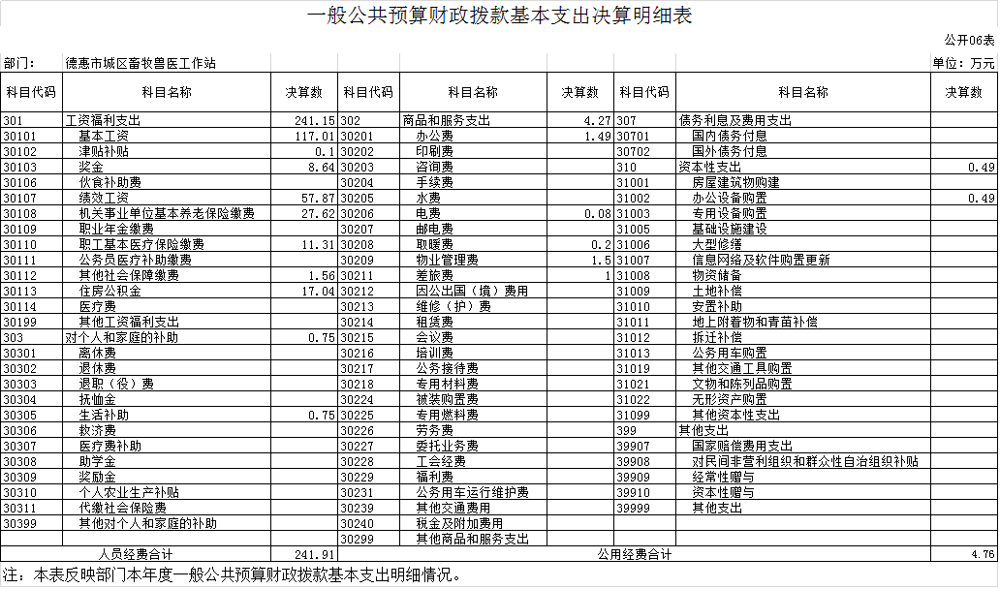 一般公共预算财政拨款基本支出决算明细表
公开06表
部门： 德惠市城区畜牧兽医工作站 单位：万元
科目代码 科目名称 决算数 科目代码 科目名称 决算数 科目代码 科目名称 决算数
301 工资福利支出 241.15 302 商品和服务支出 4.27 307 债务利息及费用支出
30101 基本工资 117.01 30201 办公费 1.49 30701 国内债务付息
30102 津贴补贴 0.1 30202 印刷费 30702 国外债务付息
30103 奖金 8.64 30203 咨询费 310 资本性支出 0.49
30106 伙食补助费 30204 手续费 31001 房屋建筑物购建
30107 绩效工资 57.87 30205 水费 31002 办公设备购置 0.49
30108 机关事业单位基本养老保险缴费 27.62 30206 电费 0.08 31003 专用设备购置
30109 职业年金缴费 30207 邮电费 31005 基础设施建设
30110 职工基本医疗保险缴费 11.31 30208 取暖费 0.2 31006 大型修缮
30111 公务员医疗补助缴费 30209 物业管理费 1.5 31007 信息网络及软件购置更新
30112 其他社会保障缴费 1.56 30211 差旅费 1 31008 物资储备
30113 住房公积金 17.04 30212 因公出国（境）费用 31009 土地补偿
30114 医疗费 30213 维修（护）费 31010 安置补助
30199 其他工资福利支出 30214 租赁费 31011 地上附着物和青苗补偿
303 对个人和家庭的补助 0.75 30215 会议费 31012 拆迁补偿
30301 离休费 30216 培训费 31013 公务用车购置
30302 退休费 30217 公务接待费 31019 其他交通工具购置
30303 退职（役）费 30218 专用材料费 31021 文物和陈列品购置
30304 抚恤金 30224 被装购置费 31022 无形资产购置
30305 生活补助 0.75 30225 专用燃料费 31099 其他资本性支出
30306 救济费 30226 劳务费 399 其他支出
30307 医疗费补助 30227 委托业务费 39907 国家赔偿费用支出
30308 助学金 30228 工会经费 39908 对民间非营利组织和群众性自治组织补贴
30309 奖励金 30229 福利费 39909 经常性赠与
30310 个人农业生产补贴 30231 公务用车运行维护费 39910 资本性赠与
30311 代缴社会保险费 30239 其他交通费用 39999 其他支出
30399 其他对个人和家庭的补助 30240 税金及附加费用
30299 其他商品和服务支出
人员经费合计 241.91 公用经费合计 4.76
注：本表反映部门本年度一般公共预算财政拨款基本支出明细情况。